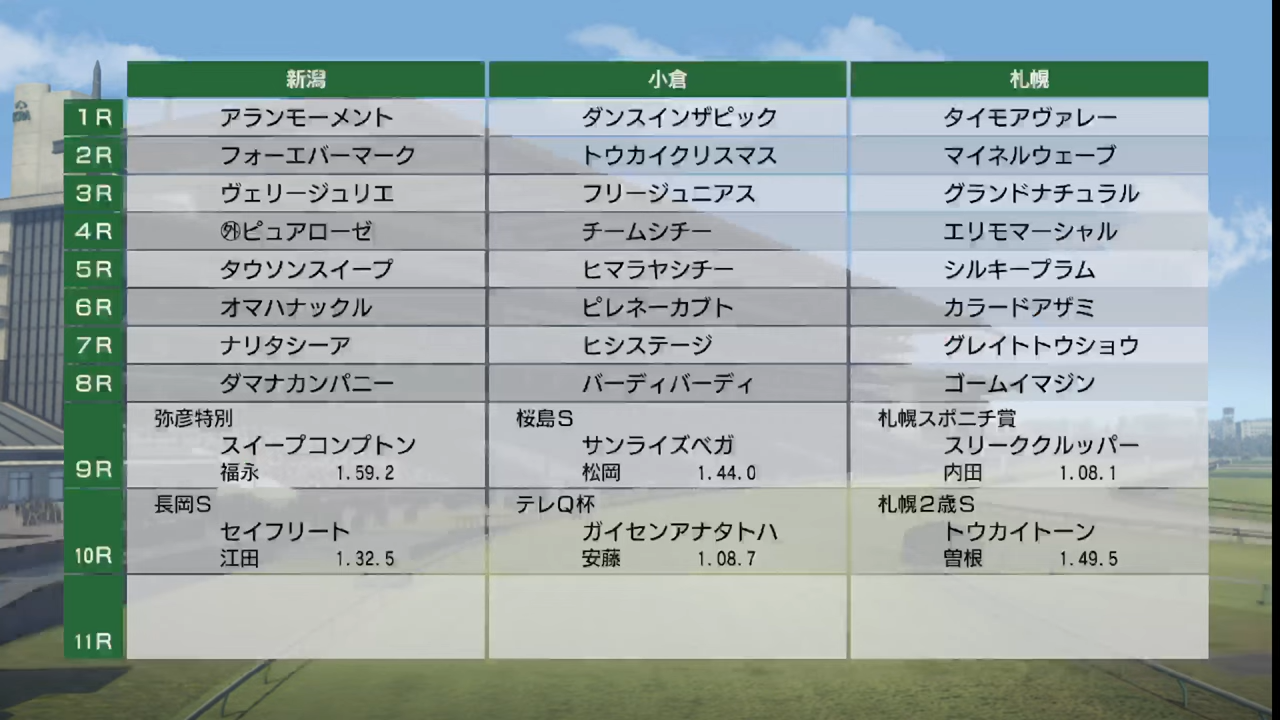 新潟 小倉 札幌
1R アランモーメント ダンスインザピック タイモアヴァレー
2R フォーエバーマーク トウカイクリスマス マイネルウェーブ
3R ヴェリージュリエ フリージュニアス グランドナチュラル
4R ㊕ピュアローゼ チームシチー エリモマーシャル
5R タウソンスイープ ヒマラヤシチー シルキープラム
6R オマハナックル ピレネーカブト カラードアザミ
7R ナリタシーア ヒシステージ グレイトトウショウ
8R ダマナカンパニー バーディバーディ ゴームイマジン
弥彦特別 桜島S 札幌スポニチ賞
スイープコンプトン サンライズベガ スリーククルッパー
9R 福永 1.59.2 松岡 1.44.0 内田 1.08.1
長岡S テレQ杯 札幌2歳S
セイフリート ガイセンアナタトハ トウカイトーン
10R 江田 1.32.5 安藤 1.08.7 曽根 1.49.5
11R